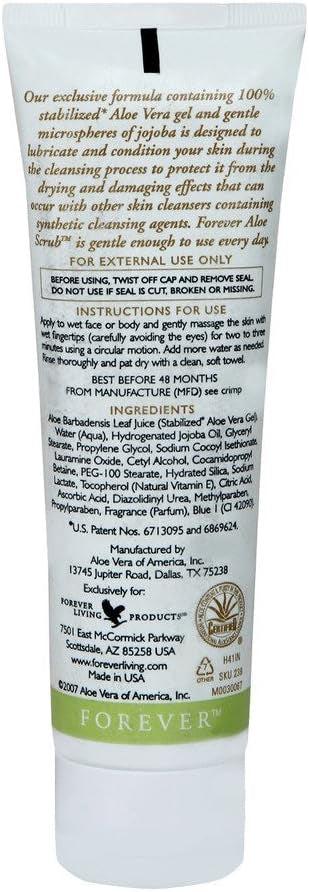 Our exclusive formula containing 100%
stabilized* Aloe Vera gel and gentle
microspheres of jojoba is designed to
lubricate and condition your skin during
the cleansing process to protect it from the
drying and damaging effects that can
occur with other skin cleansers containing
synthetic cleansing agents. Forever Aloe
Scrub™ is gentle enough to use every day.
FOR EXTERNAL USE ONLY
BEFORE USING, TWIST OFF CAP AND REMOVE SEAL.
DO NOT USE IF SEAL IS CUT, BROKEN OR MISSING.
INSTRUCTIONS FOR USE
Apply to wet face or body and gently massage the skin with
wet fingertips (carefully avoiding the eyes) for two to three
minutes using a circular motion. Add more water as needed.
Rinse thoroughly and pat dry with a clean, soft towel.
BEST BEFORE 48 MONTHS
FROM MANUFACTURE (MFD) see crimp
INGREDIENTS
Aloe Barbadensis Leaf Juice (Stabilized* Aloe Vera Gel),
Water (Aqua), Hydrogenated Jojoba Oil, Glyceryl
Stearate, Propylene Glycol, Sodium Cocoyl Isethionate,
Lauramine Oxide, Cetyl Alcohol, Cocamidopropyl
Betaine, PEG-100 Stearate, Hydrated Silica, Sodium
Lactate, Tocopherol (Natural Vitamin E), Citric Acid,
Ascorbic Acid, Diazolidinyl Urea, Methylparaben,
Propylparaben, Fragrance (Parfum), Blue 1 (CI 42090).
*U.S. Patent Nos. 6713095 and 6869624.
Manufactured by
Aloe Vera of America, Inc.
13745 Jupiter Road, Dallas, TX 75238
Exclusively for:
FOREVER
LIVING PRODUCTS
7501 East McCormick Parkway
Scottsdale, AZ 85258 USA
www.foreverliving.com
Made in USA
©2007 Aloe Vera of America, Inc.
CERTIFIED
OTHER
H41IN
SKU 238
M0030067
FOREVER™